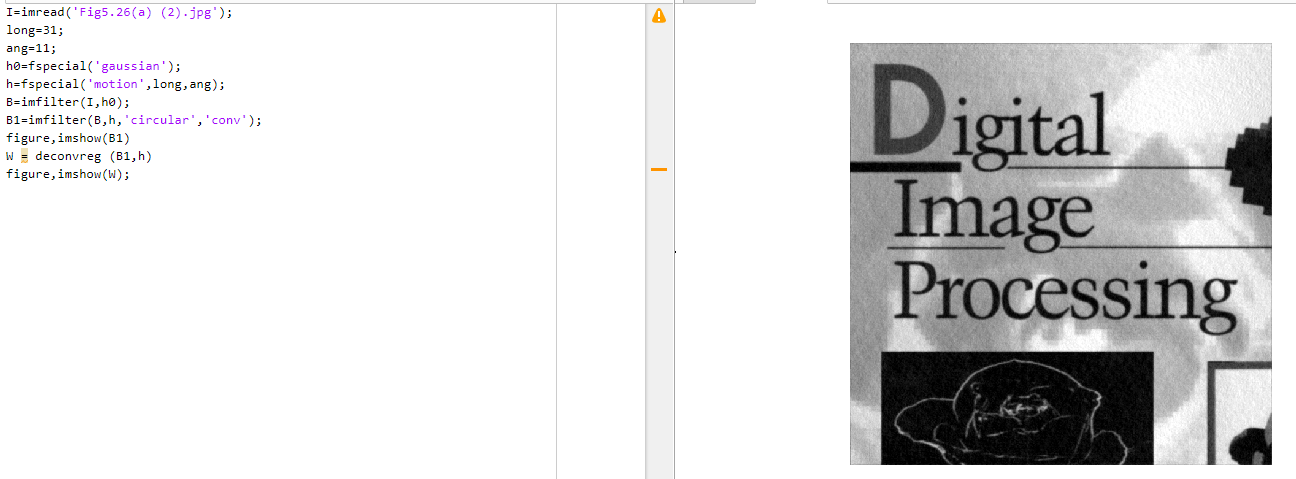 I=imread('Fig5.26(a) (2).jpg');
long=31;
ang=11;
h0=fspecial('gaussian');
h=fspecial('motion',long,ang);
B=imfilter(I,h0);
B1=imfilter(B,h,'circular','conv');
figure,imshow(B1)
W = deconvreg (B1,h)
figure,imshow(W);
Digital
Image
Processing